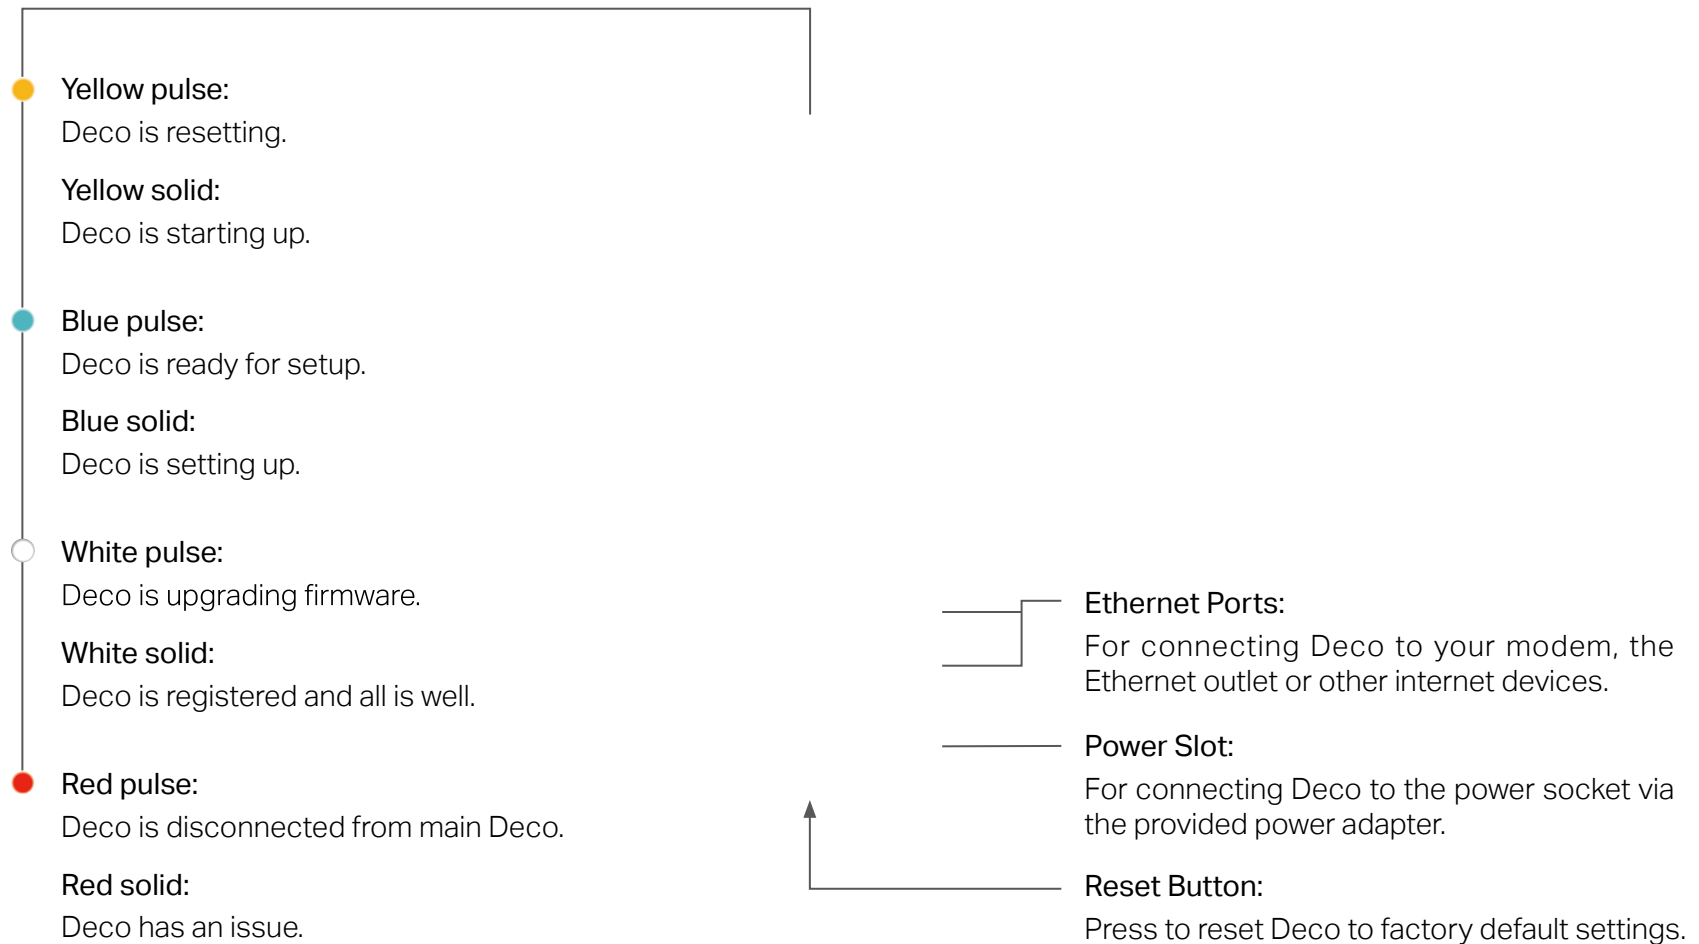 Yellow pulse:
Deco is resetting.
Yellow solid:
Deco is starting up.
Blue pulse:
Deco is ready for setup.
Blue solid:
Deco is setting up.
White pulse:
Deco is upgrading firmware.
White solid:
Deco is registered and all is well.
Red pulse:
Deco is disconnected from main Deco.
Red solid:
Deco has an issue.
Ethernet Ports:
For connecting Deco to your modem, the
Ethernet outlet or other internet devices.
Power Slot:
For connecting Deco to the power socket via
the provided power adapter.
Reset Button:
Press to reset Deco to factory default settings.